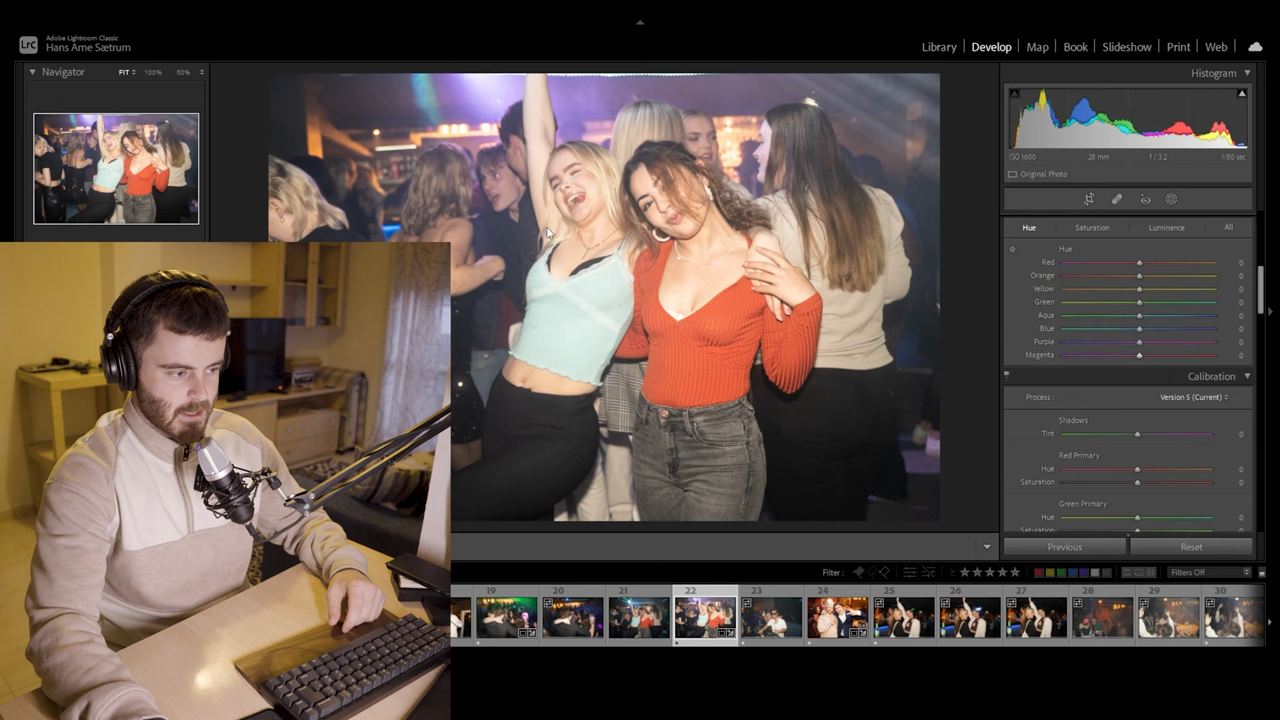 Adobe Lightroom Classic
LrC
Hans Arne Sætrum
Library | Develop | Map | Book | Slideshow | Print | Web
Navigator FIT 100% 50%
Histogram
ISO 1600 28 mm f / 3.2 1/80 sec
Original Photo
Hue Saturation Luminance All
Hue
Red 0
Orange 0
Yellow 0
Green 0
Aqua 0
Blue 0
Purple 0
Magenta 0
Calibration
Process : Version 5 (Current)
Shadows
Tint 0
Red Primary
Hue 0
Saturation 0
Green Primary
Hue 0
Saturation 0
Previous Reset
Filter : Filters Off
19 20 21 22 23 24 25 26 27 28 29 30